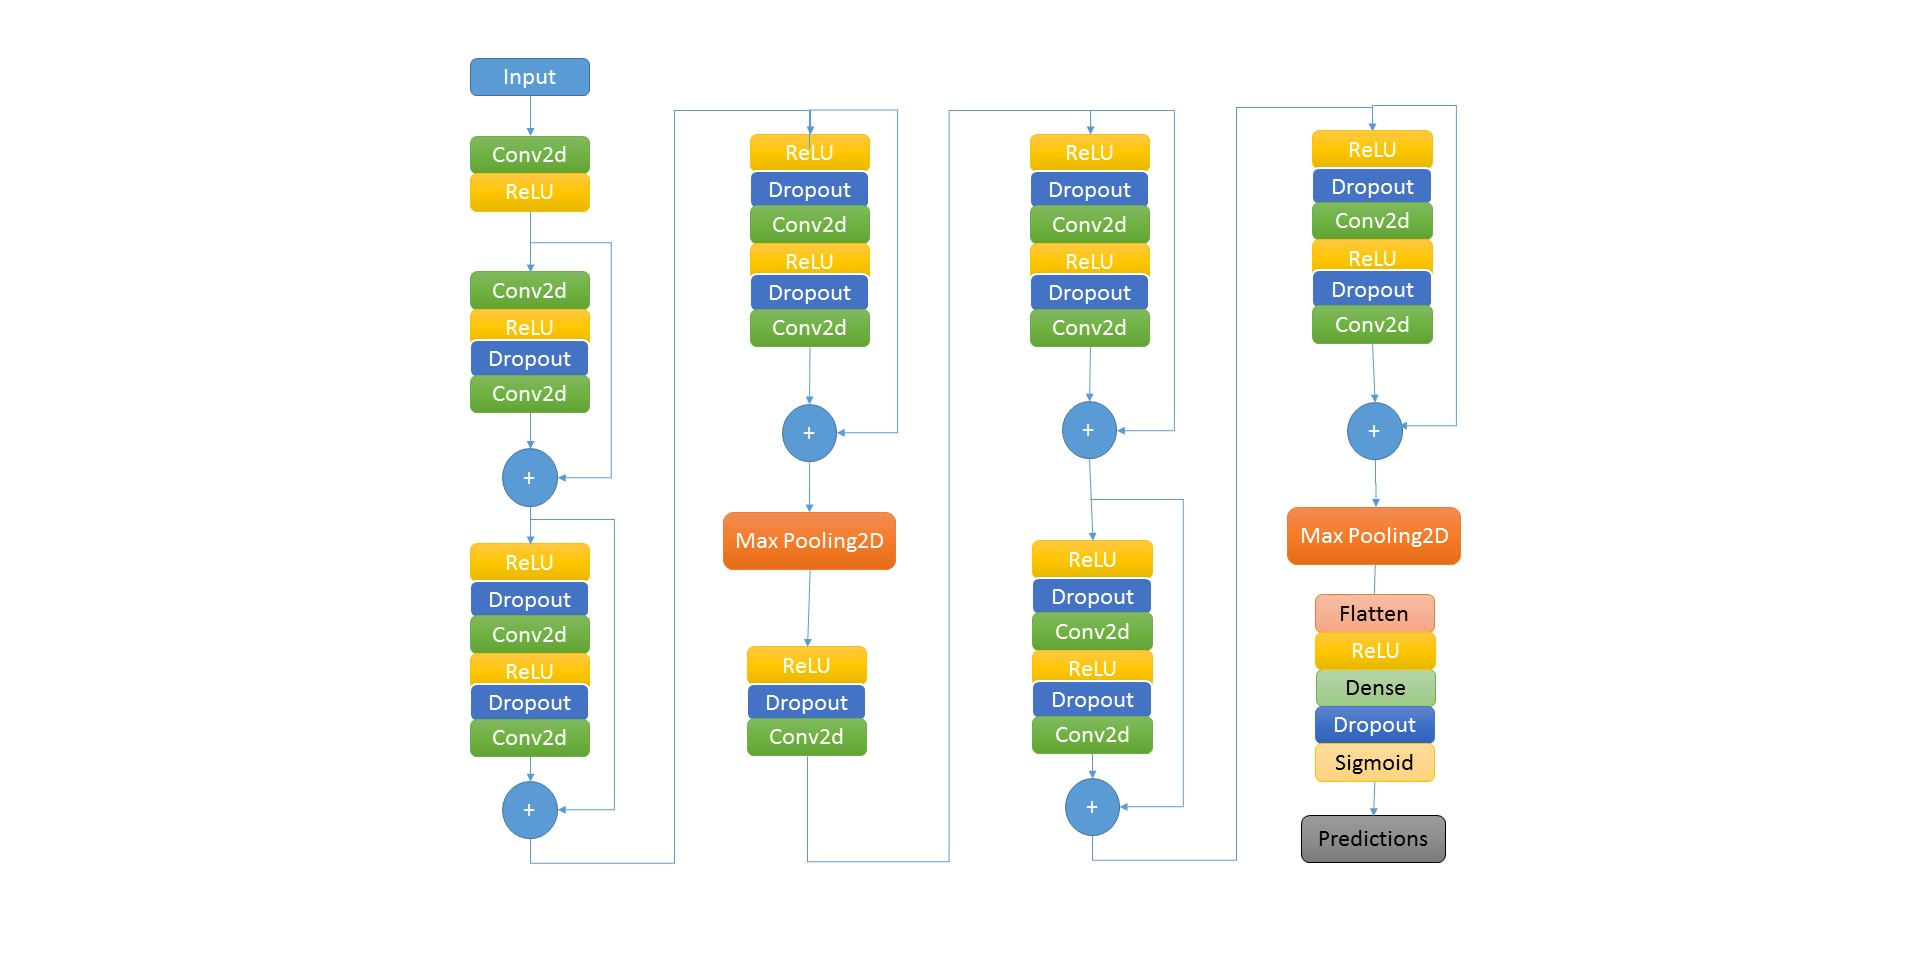 Input
Conv2d
ReLU
Conv2d
ReLU
Dropout
Conv2d
+
ReLU
Dropout
Conv2d
ReLU
Dropout
Conv2d
+
ReLU
Dropout
Conv2d
ReLU
Dropout
Conv2d
+
Max Pooling2D
ReLU
Dropout
Conv2d
ReLU
Dropout
Conv2d
ReLU
Dropout
Conv2d
+
ReLU
Dropout
Conv2d
ReLU
Dropout
Conv2d
+
ReLU
Dropout
Conv2d
ReLU
Dropout
Conv2d
+
Max Pooling2D
Flatten
ReLU
Dense
Dropout
Sigmoid
Predictions